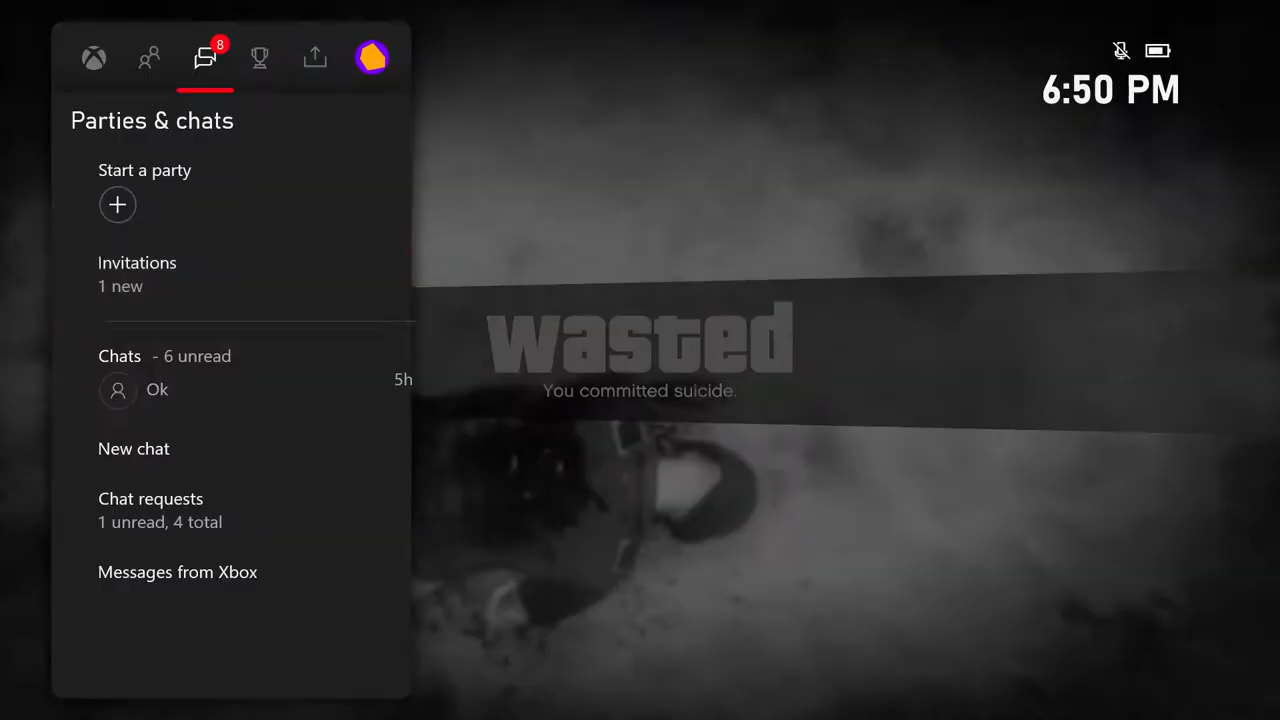 8
6:50 PM
Parties & chats
Start a party
Invitations
1 new
Chats - 6 unread
Ok
5h
New chat
Chat requests
1 unread, 4 total
Messages from Xbox
wasted
You committed suicide.